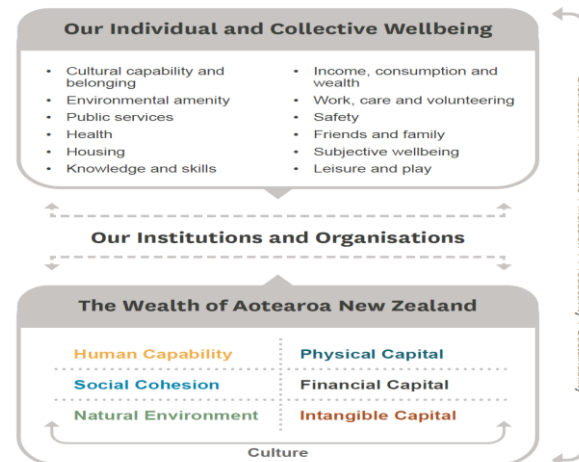 Our Individual and Collective Wellbeing
• Cultural capability and
belonging
• Environmental amenity
• Public services
• Health
• Housing
• Knowledge and skills
• Income, consumption and
wealth
• Work, care and volunteering
• Safety
• Friends and family
• Subjective wellbeing
• Leisure and play
Our Institutions and Organisations
The Wealth of Aotearoa New Zealand
Human Capability
Physical Capital
Social Cohesion
Financial Capital
Natural Environment
Intangible Capital
Culture